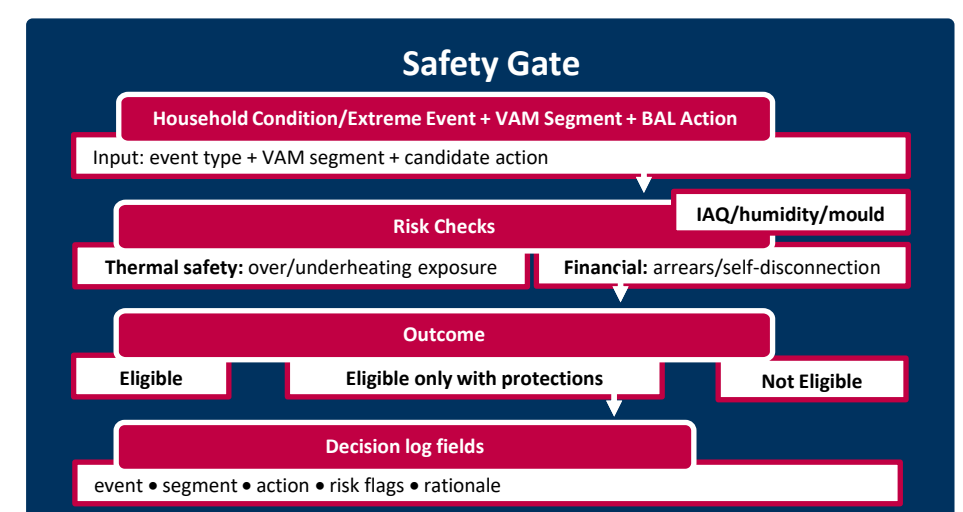 Safety Gate
Household Condition/Extreme Event + VAM Segment + BAL Action
Input: event type + VAM segment + candidate action
IAQ/humidity/mould
Risk Checks
Thermal safety: over/underheating exposure
Financial: arrears/self-disconnection
Outcome
Eligible
Eligible only with protections
Not Eligible
Decision log fields
event • segment • action • risk flags • rationale